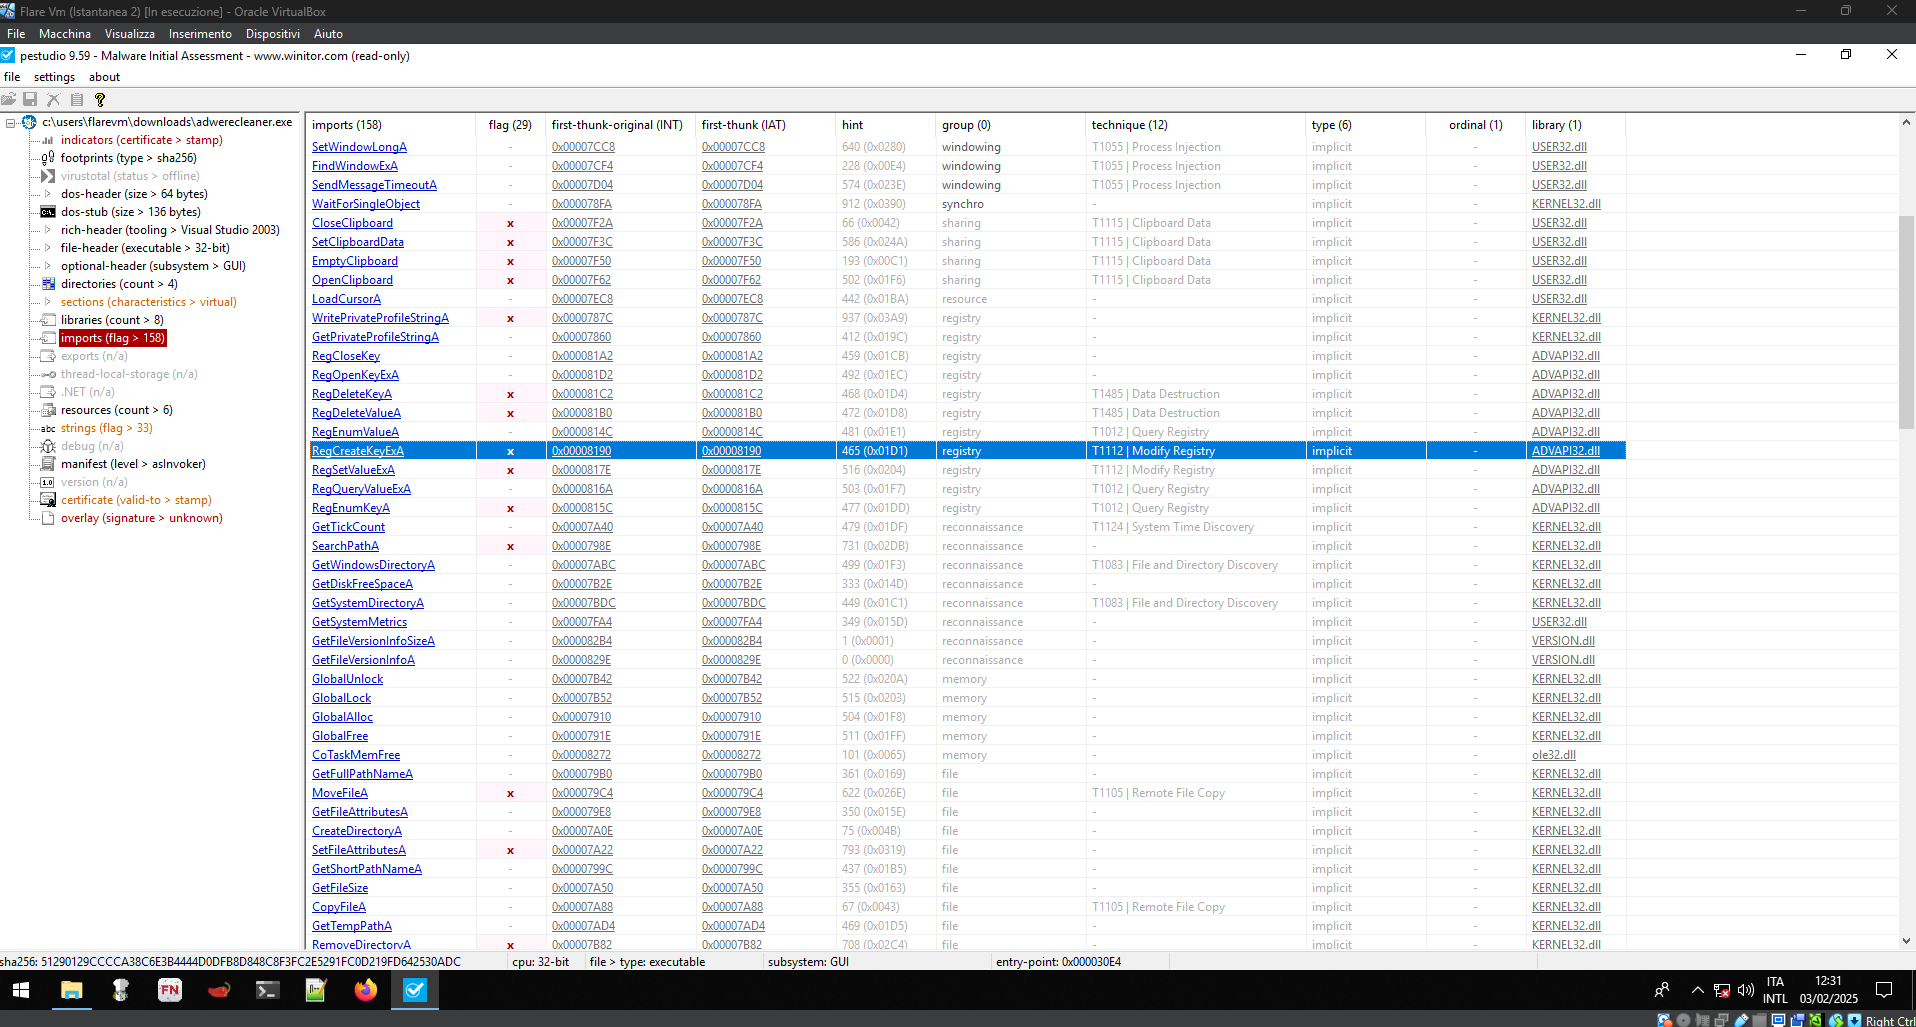 Flare Vm (Istantanea 2) [In esecuzione] - Oracle VirtualBox
File Macchina Visualizza Inserimento Dispositivi Aiuto
pestudio 9.59 - Malware Initial Assessment - www.winitor.com (read-only)
file settings about
c:\users\flarevm\downloads\adwerecleaner.exe
indicators (certificate > stamp)
footprints (type > sha256)
virustotal (status > offline)
dos-header (size > 64 bytes)
dos-stub (size > 136 bytes)
rich-header (tooling > Visual Studio 2003)
file-header (executable > 32-bit)
optional-header (subsystem > GUI)
directories (count > 4)
sections (characteristics > virtual)
libraries (count > 8)
imports (flag > 158)
exports (n/a)
thread-local-storage (n/a)
.NET (n/a)
resources (count > 6)
abc strings (flag > 33)
debug (n/a)
manifest (level > asInvoker)
1.0 version (n/a)
certificate (valid-to > stamp)
overlay (signature > unknown)
imports (158) flag (29) first-thunk-original (INT) first-thunk (IAT) hint group (0) technique (12) type (6) ordinal (1) library (1)
SetWindowLongA - 0x00007CC8 0x00007CC8 640 (0x0280) windowing T1055 | Process Injection implicit - USER32.dll
FindWindowExA - 0x00007CF4 0x00007CF4 228 (0x00E4) windowing T1055 | Process Injection implicit - USER32.dll
SendMessageTimeoutA - 0x00007D04 0x00007D04 574 (0x023E) windowing T1055 | Process Injection implicit - USER32.dll
WaitForSingleObject - 0x000078FA 0x000078FA 912 (0x0390) synchro - implicit - KERNEL32.dll
CloseClipboard x 0x00007F2A 0x00007F2A 66 (0x0042) sharing T1115 | Clipboard Data implicit - USER32.dll
SetClipboardData x 0x00007F3C 0x00007F3C 586 (0x024A) sharing T1115 | Clipboard Data implicit - USER32.dll
EmptyClipboard x 0x00007F50 0x00007F50 193 (0x00C1) sharing T1115 | Clipboard Data implicit - USER32.dll
OpenClipboard x 0x00007F62 0x00007F62 502 (0x01F6) sharing T1115 | Clipboard Data implicit - USER32.dll
LoadCursorA - 0x00007EC8 0x00007EC8 442 (0x01BA) resource - implicit - USER32.dll
WritePrivateProfileStringA x 0x0000787C 0x0000787C 937 (0x03A9) registry - implicit - KERNEL32.dll
GetPrivateProfileStringA - 0x00007860 0x00007860 412 (0x019C) registry - implicit - KERNEL32.dll
RegCloseKey - 0x000081A2 0x000081A2 459 (0x01CB) registry - implicit - ADVAPI32.dll
RegOpenKeyExA - 0x000081D2 0x000081D2 492 (0x01EC) registry - implicit - ADVAPI32.dll
RegDeleteKeyA x 0x000081C2 0x000081C2 468 (0x01D4) registry T1485 | Data Destruction implicit - ADVAPI32.dll
RegDeleteValueA x 0x000081B0 0x000081B0 472 (0x01D8) registry T1485 | Data Destruction implicit - ADVAPI32.dll
RegEnumValueA - 0x0000814C 0x0000814C 481 (0x01E1) registry T1012 | Query Registry implicit - ADVAPI32.dll
RegCreateKeyExA x 0x00008190 0x00008190 465 (0x01D1) registry T1112 | Modify Registry implicit - ADVAPI32.dll
RegSetValueExA x 0x0000817E 0x0000817E 516 (0x0204) registry T1112 | Modify Registry implicit - ADVAPI32.dll
RegQueryValueExA - 0x0000816A 0x0000816A 503 (0x01F7) registry T1012 | Query Registry implicit - ADVAPI32.dll
RegEnumKeyA x 0x0000815C 0x0000815C 477 (0x01DD) registry T1012 | Query Registry implicit - ADVAPI32.dll
GetTickCount - 0x00007A40 0x00007A40 479 (0x01DF) reconnaissance T1124 | System Time Discovery implicit - KERNEL32.dll
SearchPathA x 0x0000798E 0x0000798E 731 (0x02DB) reconnaissance - implicit - KERNEL32.dll
GetWindowsDirectoryA - 0x00007ABC 0x00007ABC 499 (0x01F3) reconnaissance T1083 | File and Directory Discovery implicit - KERNEL32.dll
GetDiskFreeSpaceA - 0x00007B2E 0x00007B2E 333 (0x014D) reconnaissance - implicit - KERNEL32.dll
GetSystemDirectoryA - 0x00007BDC 0x00007BDC 449 (0x01C1) reconnaissance T1083 | File and Directory Discovery implicit - KERNEL32.dll
GetSystemMetrics - 0x00007FA4 0x00007FA4 349 (0x015D) reconnaissance - implicit - USER32.dll
GetFileVersionInfoSizeA - 0x000082B4 0x000082B4 1 (0x0001) reconnaissance - implicit - VERSION.dll
GetFileVersionInfoA - 0x0000829E 0x0000829E 0 (0x0000) reconnaissance - implicit - VERSION.dll
GlobalUnlock - 0x00007B42 0x00007B42 522 (0x020A) memory - implicit - KERNEL32.dll
GlobalLock - 0x00007B52 0x00007B52 515 (0x0203) memory - implicit - KERNEL32.dll
GlobalAlloc - 0x00007910 0x00007910 504 (0x01F8) memory - implicit - KERNEL32.dll
GlobalFree - 0x0000791E 0x0000791E 511 (0x01FF) memory - implicit - KERNEL32.dll
CoTaskMemFree - 0x00008272 0x00008272 101 (0x0065) memory - implicit - ole32.dll
GetFullPathNameA - 0x000079B0 0x000079B0 361 (0x0169) file - implicit - KERNEL32.dll
MoveFileA x 0x000079C4 0x000079C4 622 (0x026E) file T1105 | Remote File Copy implicit - KERNEL32.dll
GetFileAttributesA - 0x000079E8 0x000079E8 350 (0x015E) file - implicit - KERNEL32.dll
CreateDirectoryA - 0x00007A0E 0x00007A0E 75 (0x004B) file - implicit - KERNEL32.dll
SetFileAttributesA x 0x00007A22 0x00007A22 793 (0x0319) file - implicit - KERNEL32.dll
GetShortPathNameA - 0x0000799C 0x0000799C 437 (0x01B5) file - implicit - KERNEL32.dll
GetFileSize - 0x00007A50 0x00007A50 355 (0x0163) file - implicit - KERNEL32.dll
CopyFileA - 0x00007A88 0x00007A88 67 (0x0043) file T1105 | Remote File Copy implicit - KERNEL32.dll
GetTempPathA - 0x00007AD4 0x00007AD4 469 (0x01D5) file - implicit - KERNEL32.dll
RemoveDirectoryA x 0x00007B82 0x00007B82 708 (0x02C4) file - implicit - KERNEL32.dll
sha256: 51290129CCCCA38C6E3B4444D0DFB8D848C8F3FC2E5291FC0D219FD642530ADC cpu: 32-bit file > type: executable subsystem: GUI entry-point: 0x000030E4
FN
ITA
INTL
12:31
03/02/2025
Right Ctrl